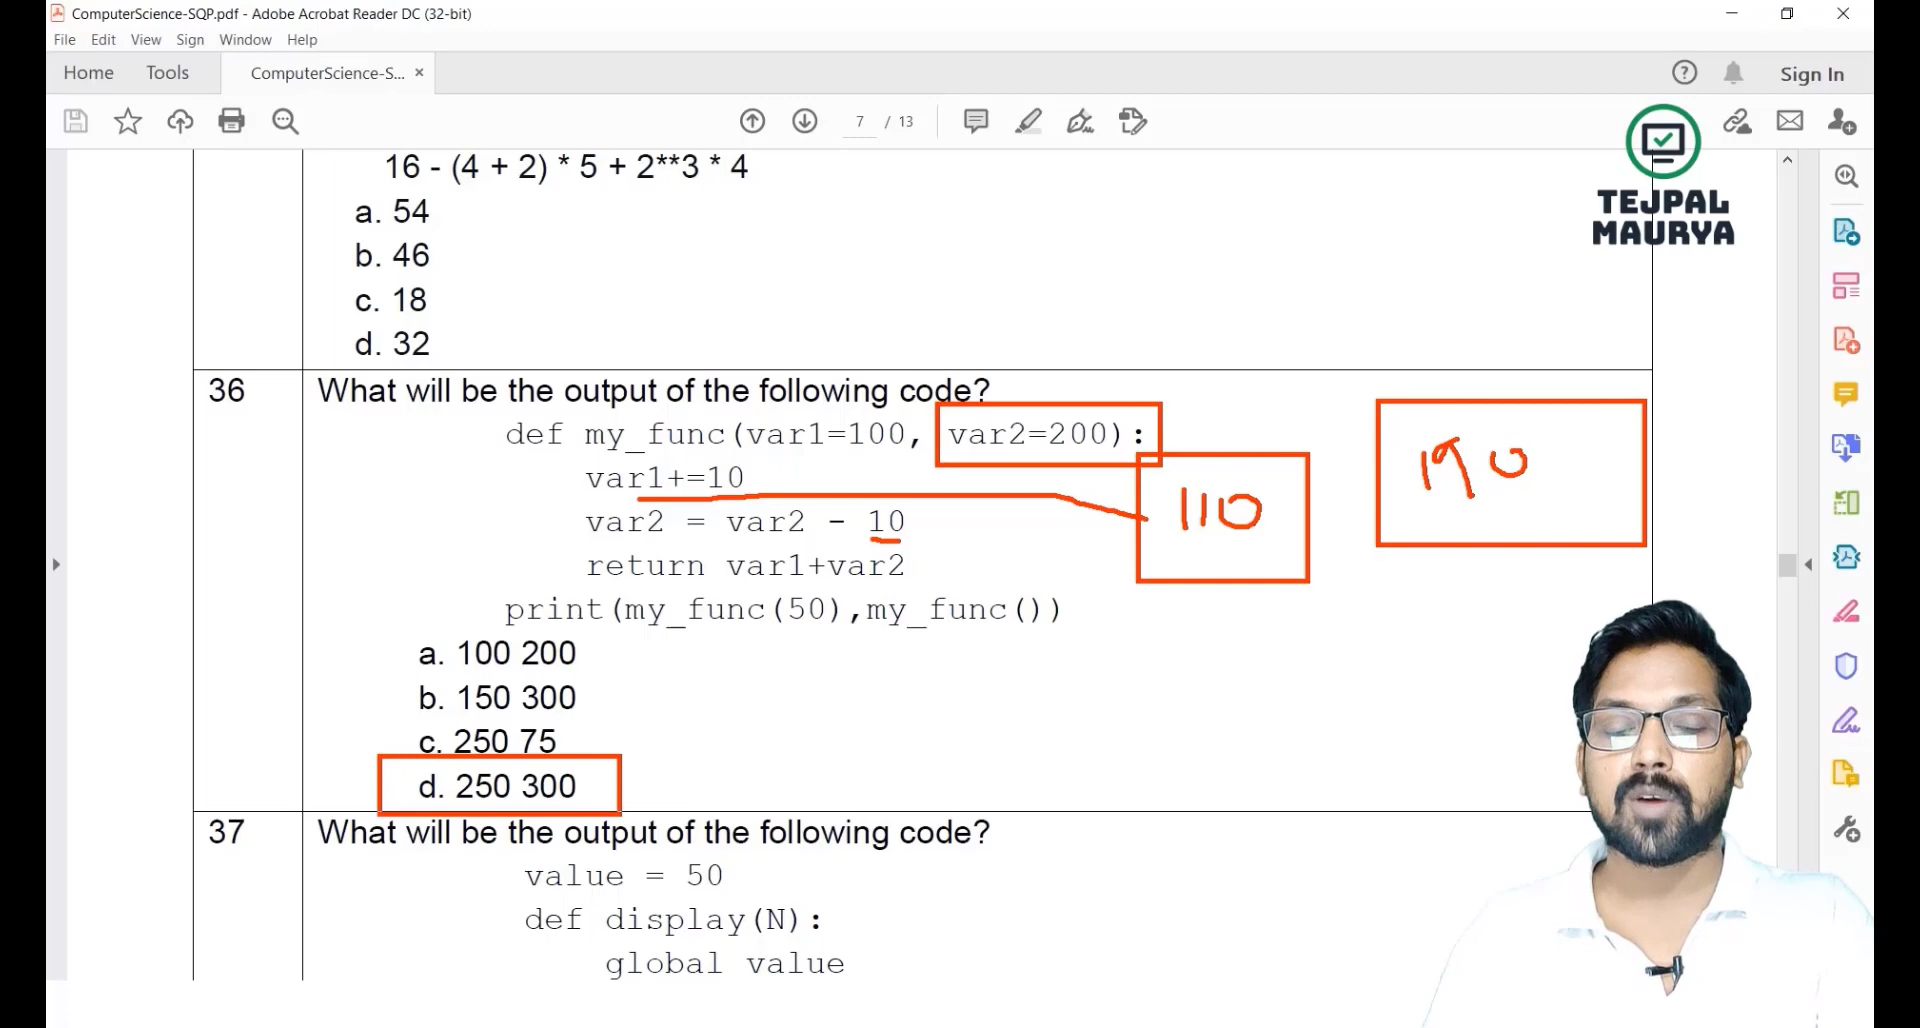 ComputerScience-SQP.pdf - Adobe Acrobat Reader DC (32-bit)
File Edit View Sign Window Help
Home Tools ComputerScience-S... × Sign In
7 / 13
TEJPAL
MAURYA
16 - (4 + 2) * 5 + 2**3 * 4
a. 54
b. 46
c. 18
d. 32
36 What will be the output of the following code?
def my_func(var1=100, var2=200):
var1+=10
var2 = var2 - 10
return var1+var2
print(my_func(50),my_func())
110
190
a. 100 200
b. 150 300
c. 250 75
d. 250 300
37 What will be the output of the following code?
value = 50
def display(N):
global value